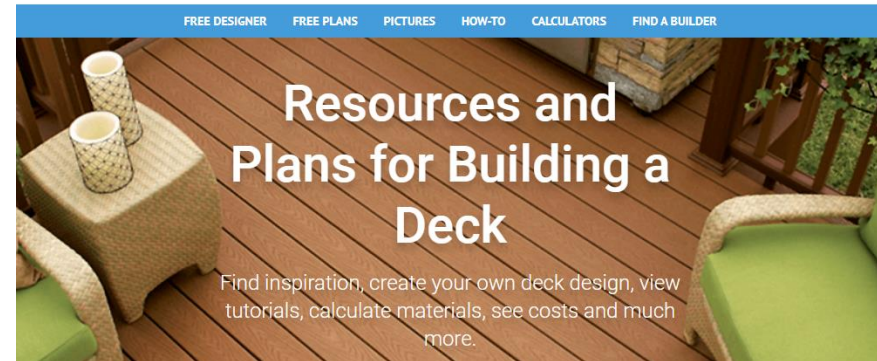 FREE DESIGNER FREE PLANS PICTURES HOW-TO CALCULATORS FIND A BUILDER
Resources and
Plans for Building a
Deck
Find inspiration, create your own deck design, view
tutorials, calculate materials, see costs and much
more.